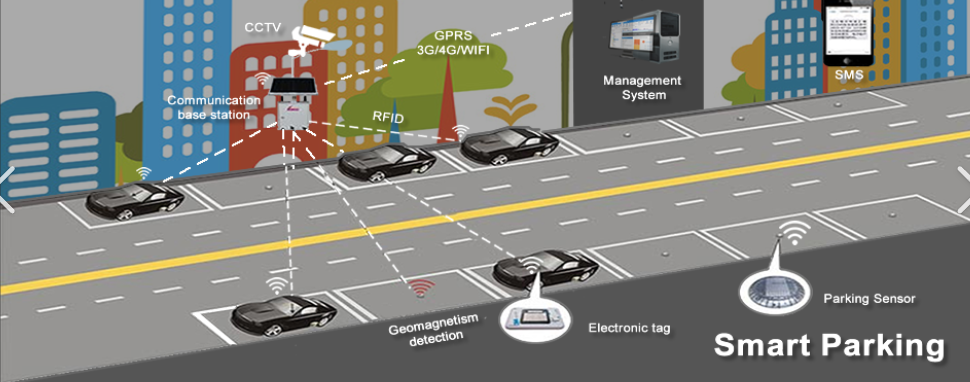 CCTV
GPRS
3G/4G/WIFI
Management
System
SMS
Communication
base station
RFID
Geomagnetism
detection
Electronic tag
Parking Sensor
Smart Parking